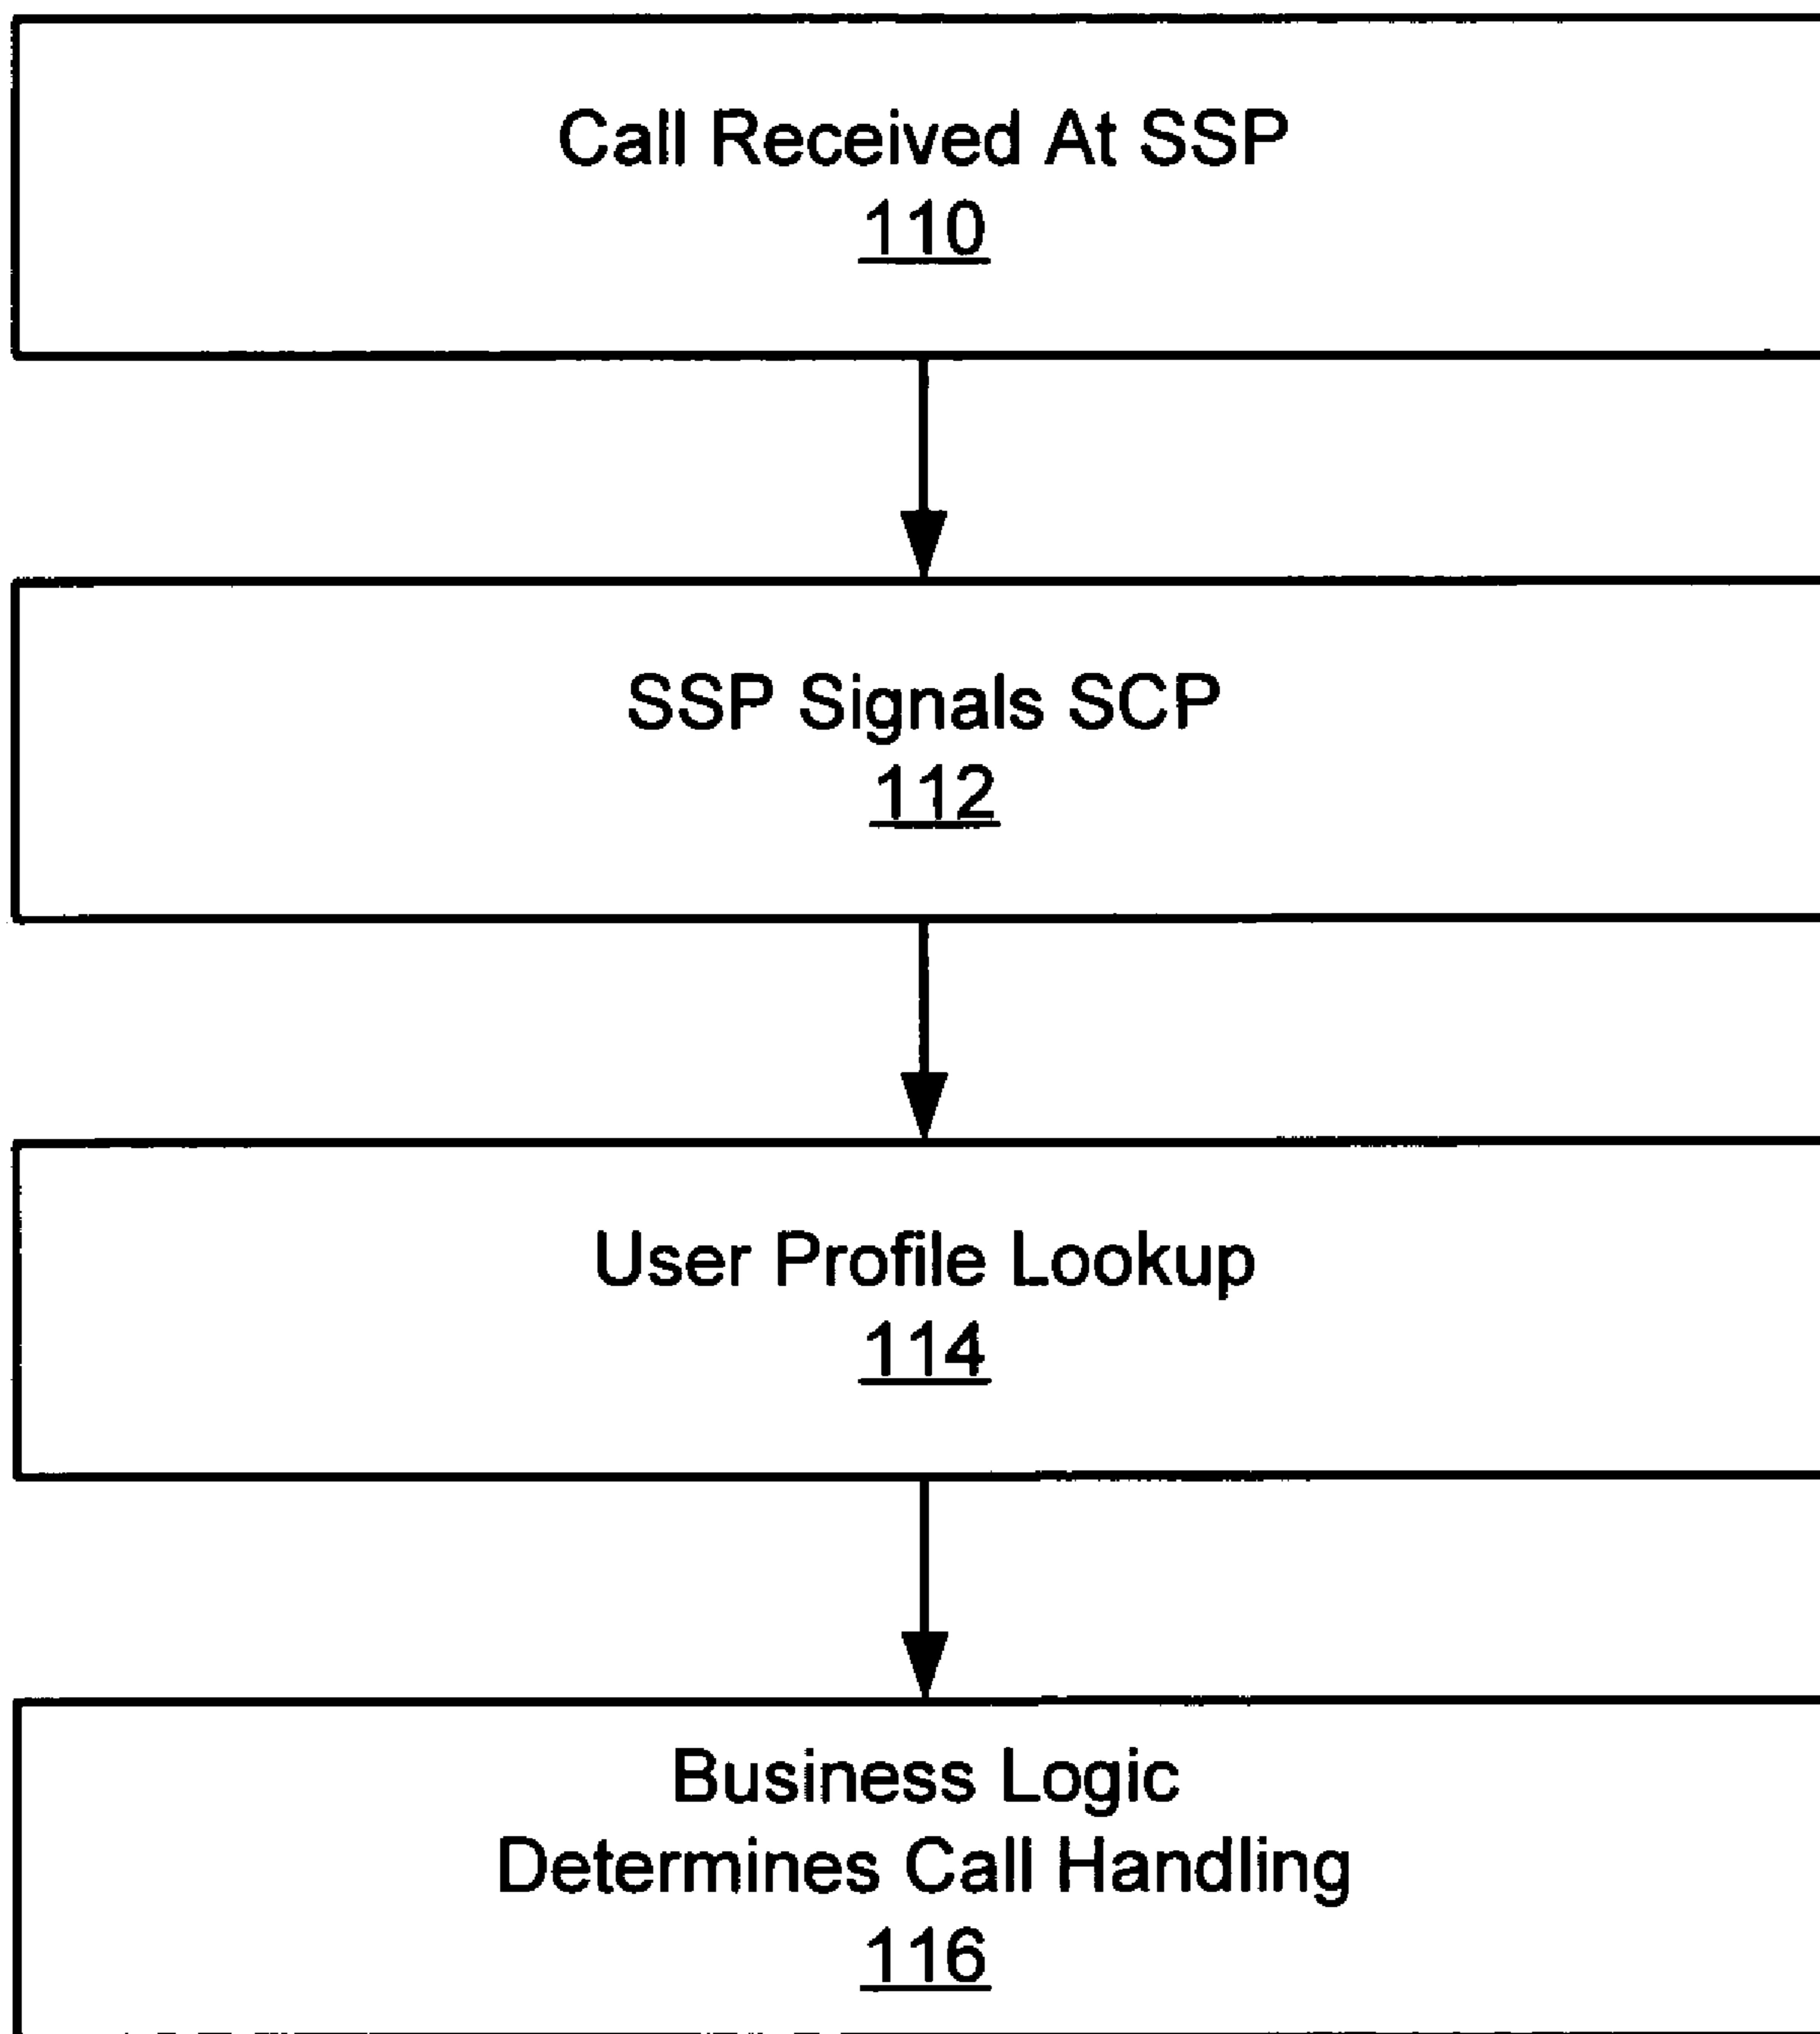 Call Received At SSP
110
SSP Signals SCP
112
User Profile Lookup
114
Business Logic
Determines Call Handling
116